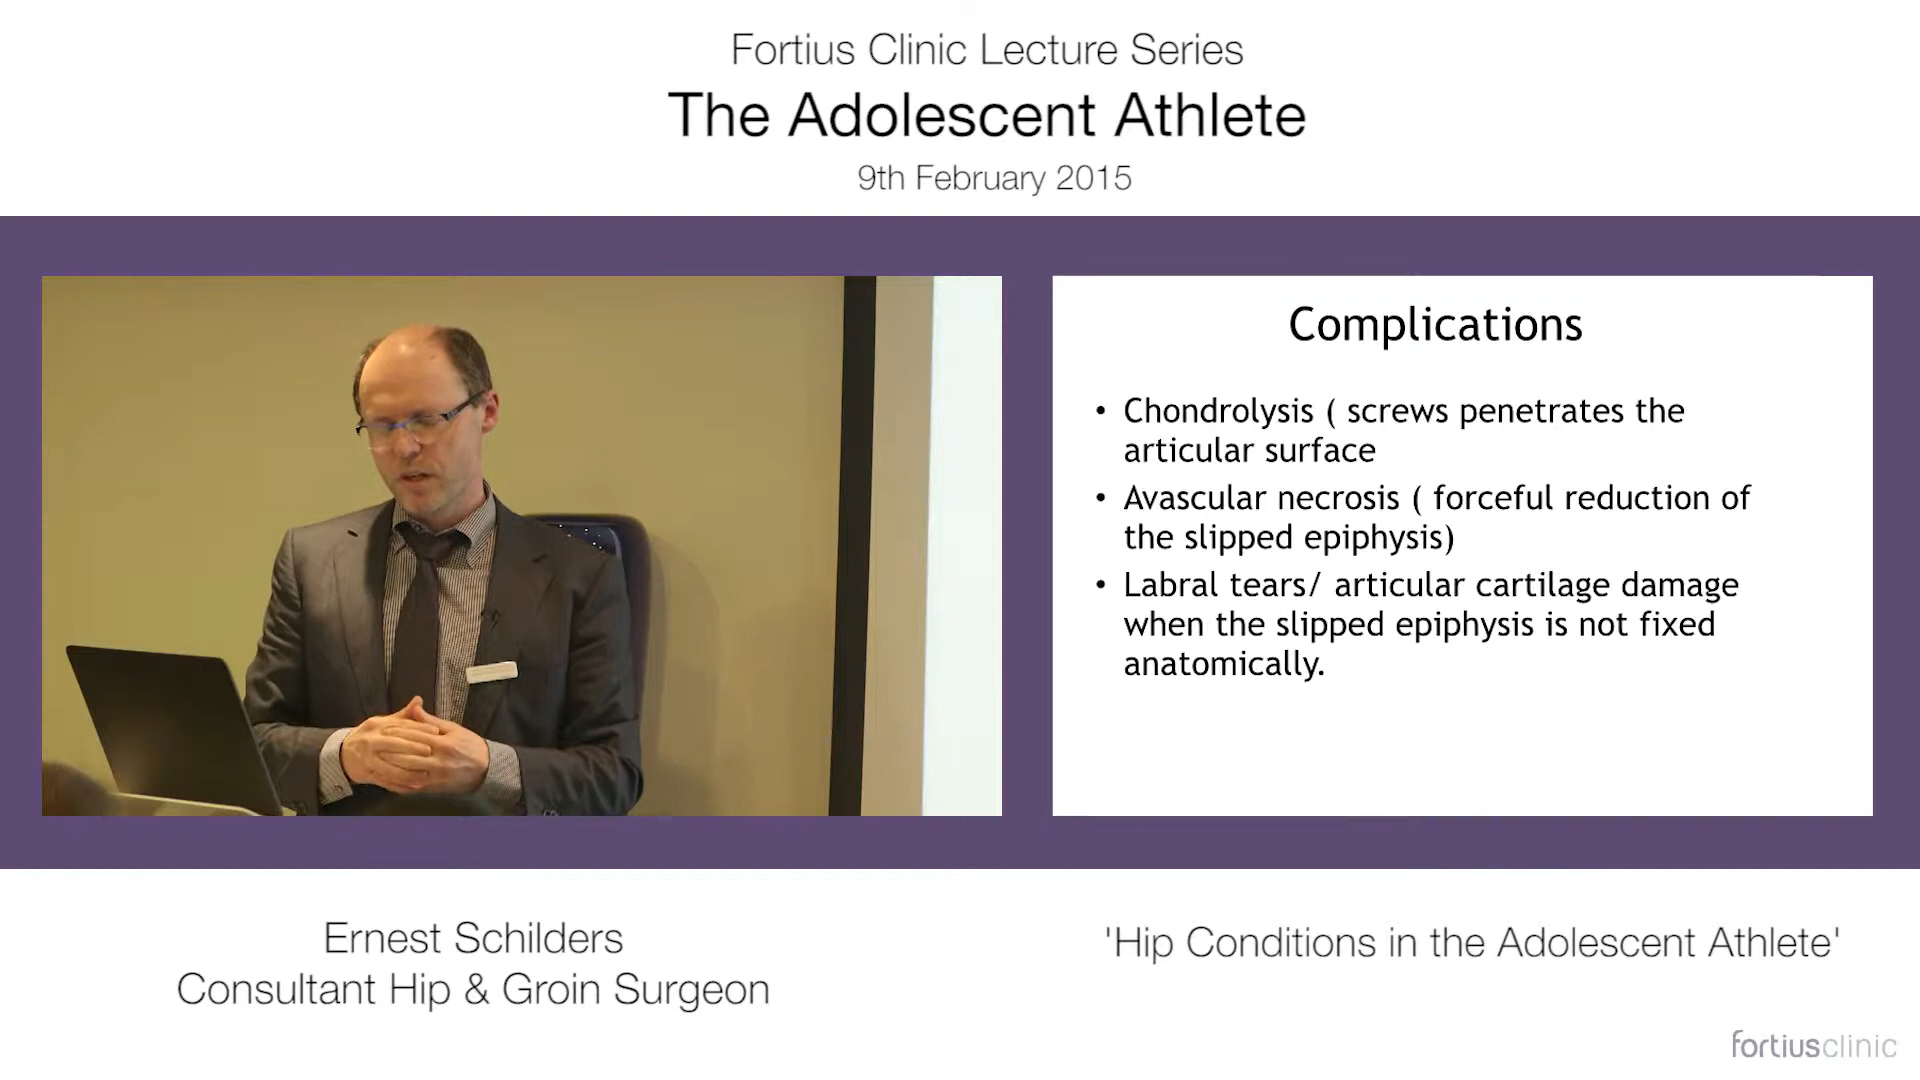 Fortius Clinic Lecture Series
The Adolescent Athlete
9th February 2015
Complications
• Chondrolysis ( screws penetrates the
articular surface
• Avascular necrosis ( forceful reduction of
the slipped epiphysis)
• Labral tears/ articular cartilage damage
when the slipped epiphysis is not fixed
anatomically.
Ernest Schilders
Consultant Hip & Groin Surgeon
'Hip Conditions in the Adolescent Athlete'
fortiusclinic